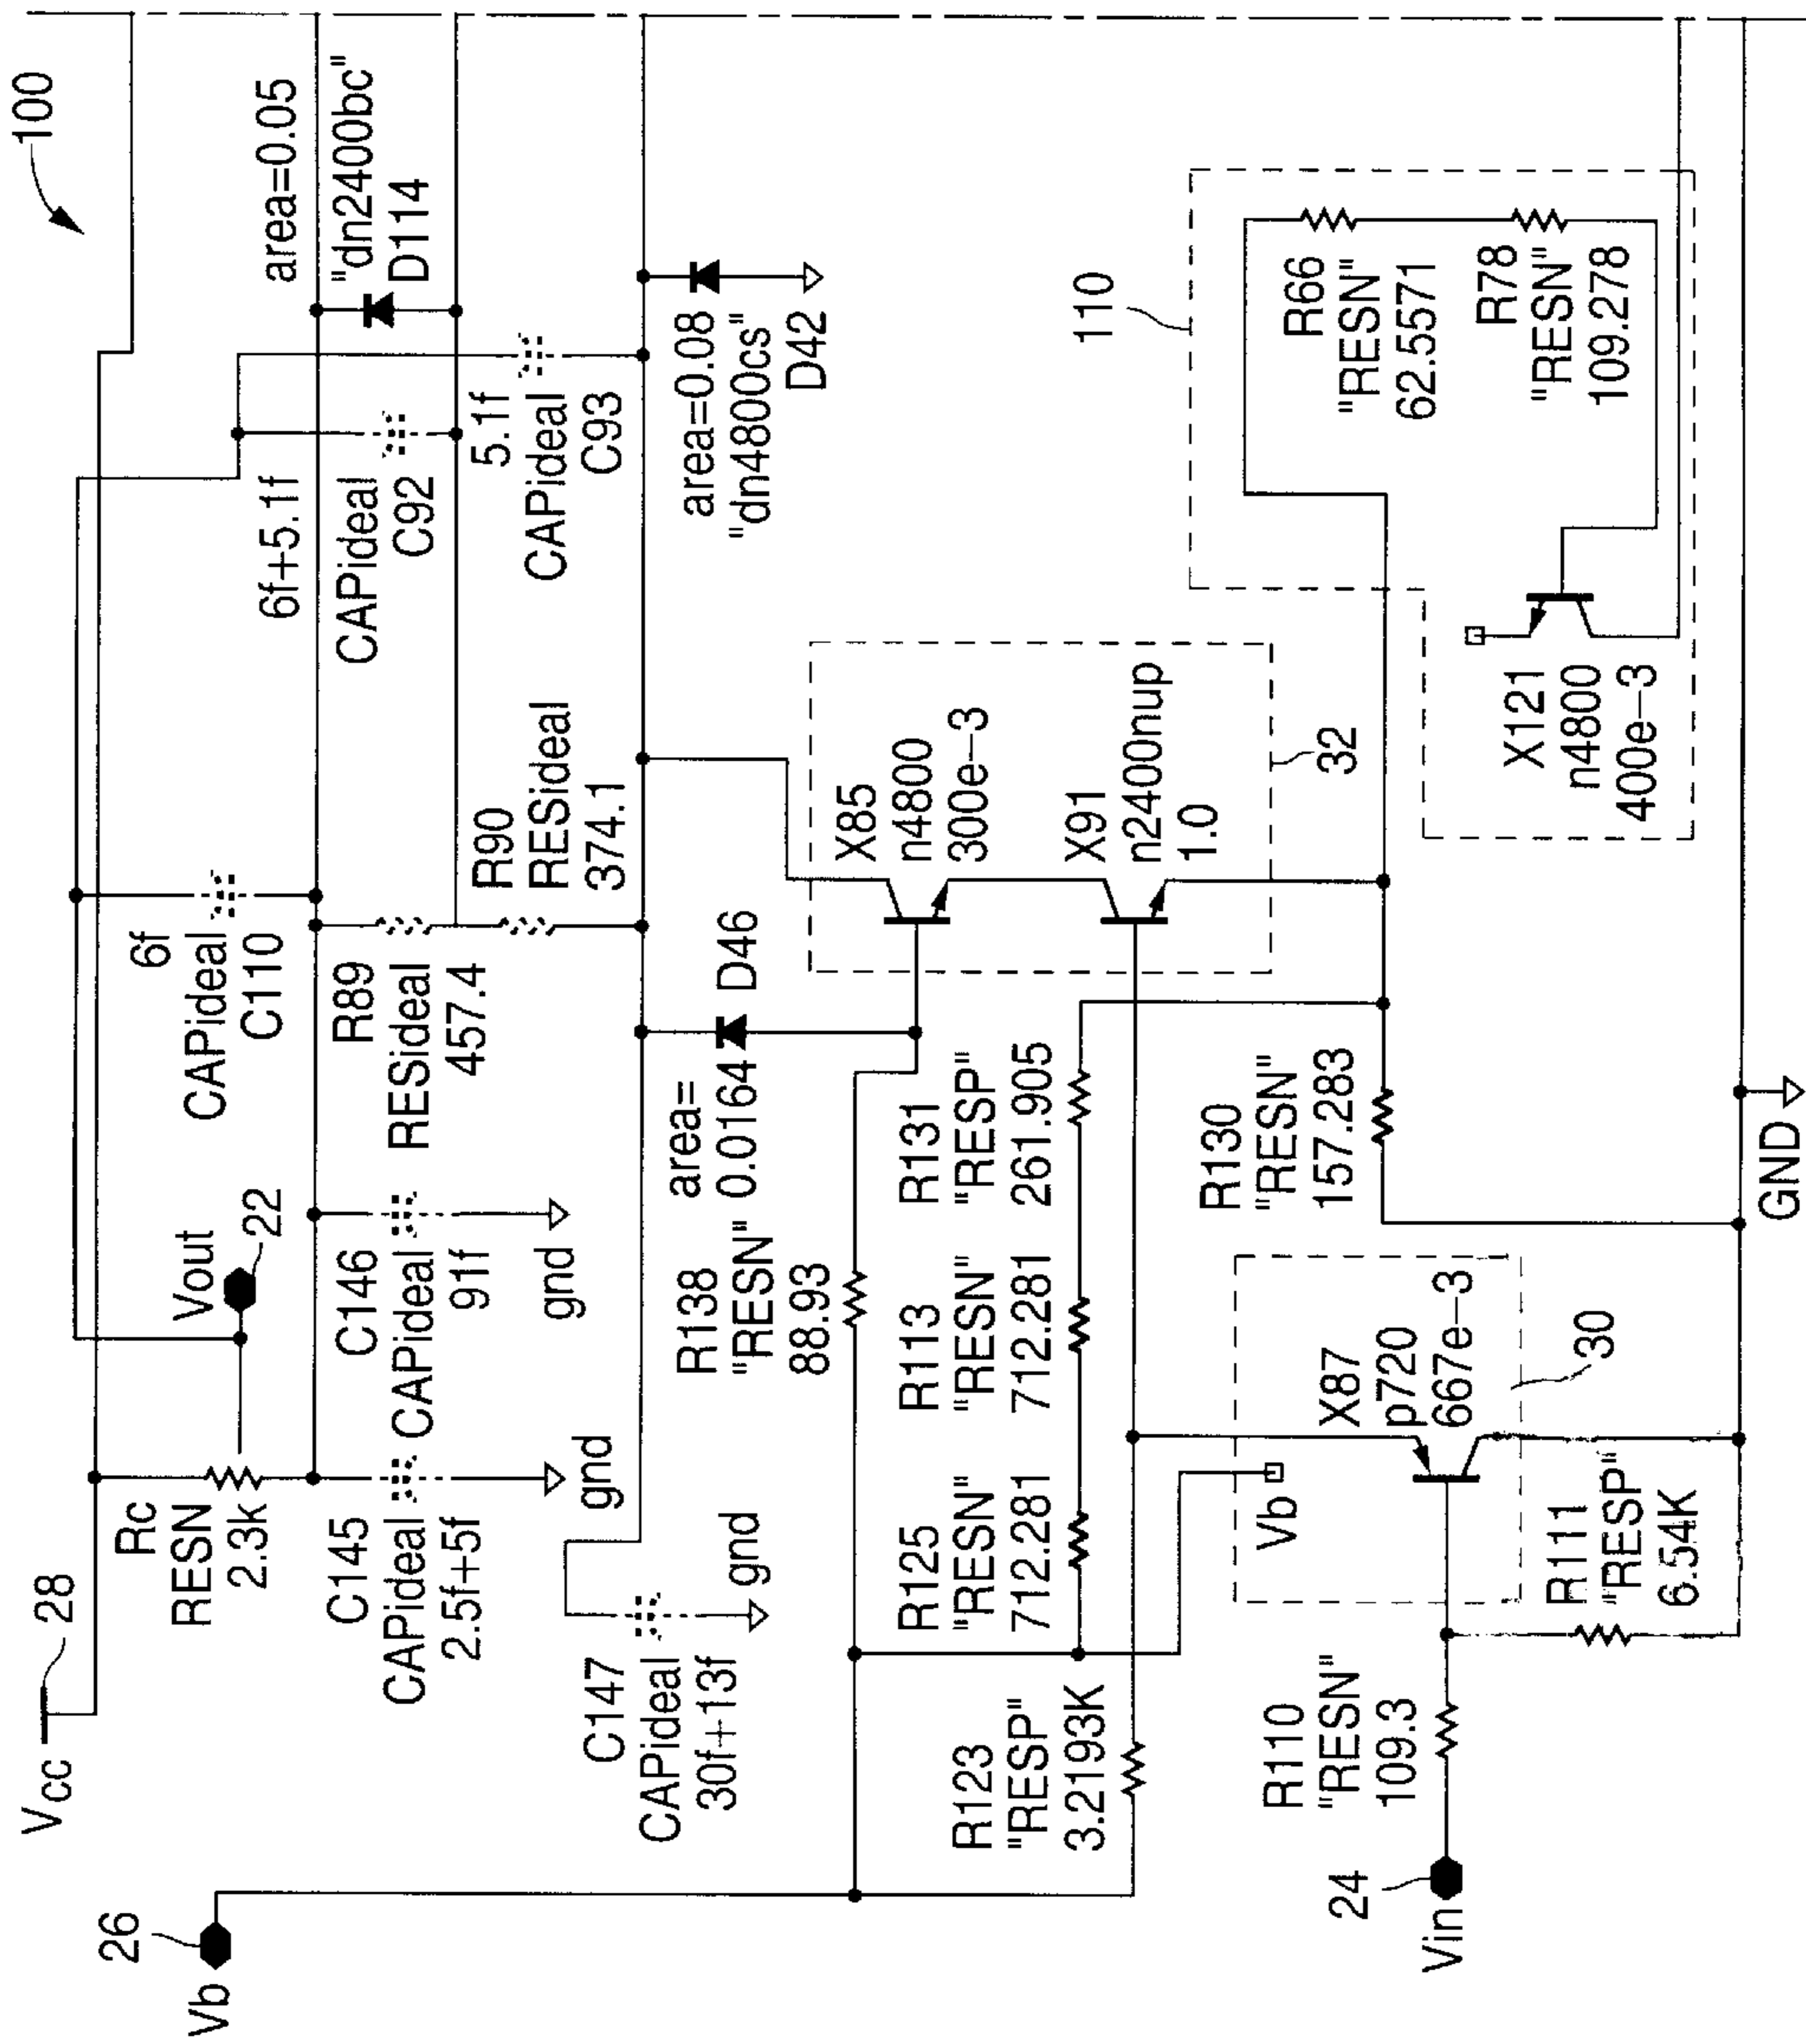 100
Vcc
28
Vb
26
Rc
RESN
2.3k
Vout
22
6f
CAPideal
C110
6f+5.1f
CAPideal
C92
area=0.05
"dn2400bc"
D114
C145
CAPideal
2.5f+5f
gnd
C146
CAPideal
91f
gnd
R89
RESideal
457.4
R90
RESideal
374.1
5.1f
CAPideal
C93
C147
CAPideal
30f+13f
gnd
R138
"RESN"
88.93
area=
0.0164
D46
area=0.08
"dn4800cs"
D42
X85
n4800
300e-3
X91
n2400nup
1.0
32
110
R66
"RESN"
62.5571
R78
"RESN"
109.278
X121
n4800
400e-3
R123
"RESP"
3.2193K
R125
"RESN"
712.281
R113
"RESN"
712.281
R131
"RESP"
261.905
R130
"RESN"
157.283
Vb
X87
p720
667e-3
30
R110
"RESN"
109.3
24
Vin
R111
"RESP"
6.54K
GND